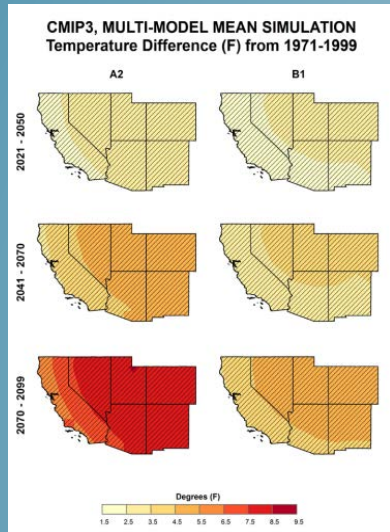 CMIP3, MULTI-MODEL MEAN SIMULATION
Temperature Difference (F) from 1971-1999
A2
B1
2021 - 2050
2041 - 2070
2070 - 2099
Degrees (F)
1.5 2.5 3.5 4.5 5.5 6.5 7.5 8.5 9.5